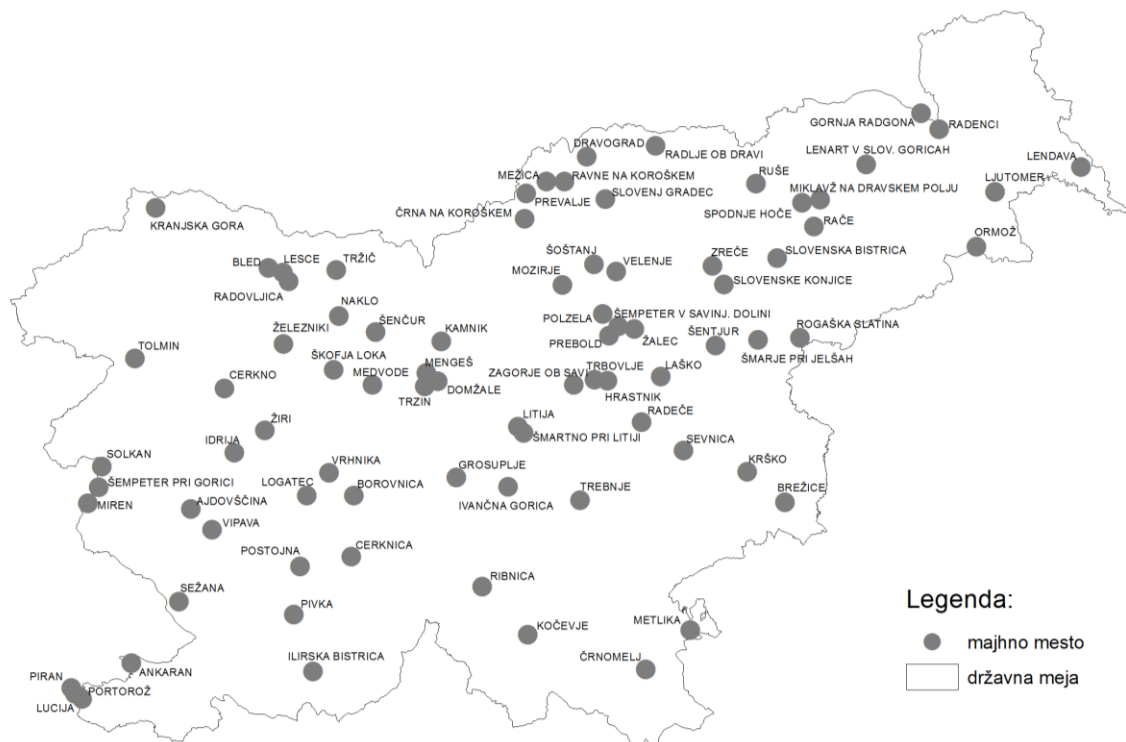 GORNJA RADGONA
RADENCI
DRAVOGRAD
RADLJE OB DRAVI
LENART V SLOV. GORICAH
LENDAVA
MEŽICA
RAVNE NA KOROŠKEM
RUŠE
LJUTOMER
PREVALJE
SLOVENJ GRADEC
MIKLAVŽ NA DRAVSKEM POLJU
SPODNJE HOČE
ČRNA NA KOROŠKEM
KRANJSKA GORA
RAČE
ORMOŽ
ŠOŠTANJ
ZREČE
SLOVENSKA BISTRICA
BLED
LESCE
TRŽIČ
MOZIRJE
VELENJE
SLOVENSKE KONJICE
RADOVLJICA
NAKLO
POLZELA
ŠEMPETER V SAVINJ. DOLINI
ŽELEZNIKI
ŠENČUR
KAMNIK
PREBOLD
ŽALEC
ŠENTJUR
ROGAŠKA SLATINA
ŠMARJE PRI JELŠAH
TOLMIN
ŠKOFJA LOKA
MENGEŠ
ZAGORJE OB SAVI
TRBOVLJE
LAŠKO
CERKNO
MEDVODE
TRZIN
DOMŽALE
HRASTNIK
ŽIRI
LITIJA
RADEČE
ŠMARTNO PRI LITIJI
IDRIJA
SEVNICA
SOLKAN
VRHNIKA
GROSUPLJE
KRŠKO
ŠEMPETER PRI GORICI
LOGATEC
BOROVNICA
IVANČNA GORICA
TREBNJE
BREŽICE
MIREN
AJDOVŠČINA
VIPAVA
POSTOJNA
CERKNICA
SEŽANA
RIBNICA
PIVKA
Legenda:
METLIKA
KOČEVJE
majhno mesto
ILIRSKA BISTRICA
ČRNOMELJ
ANKARAN
državna meja
PIRAN
PORTOROŽ
LUCIJA